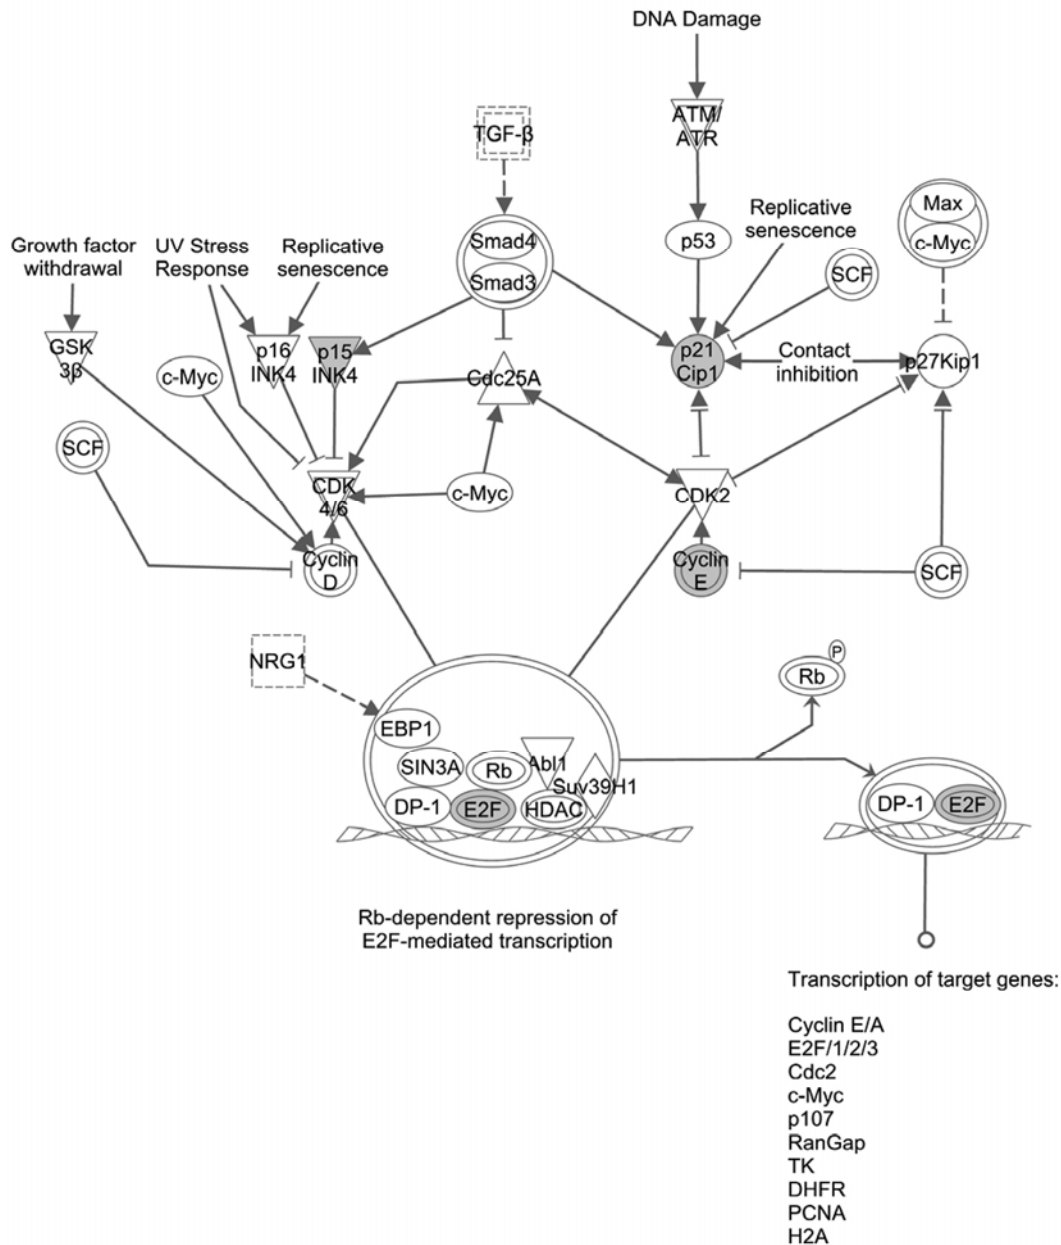 DNA Damage
ATM/
ATR
TGF-β
Max
c-Myc
Replicative
senescence
Smad4
Smad3
p53
SCF
Growth factor
withdrawal
UV Stress
Response
Replicative
senescence
GSK
3β
p16
INK4
p15
INK4
c-Myc
Cdc25A
p21
Cip1
Contact
inhibition
p27Kip1
SCF
CDK
4/6
c-Myc
CDK2
Cyclin
D
Cyclin
E
SCF
NRG1
P
Rb
EBP1
SIN3A
Rb
Abl1
Suv39H1
DP-1
E2F
HDAC
DP-1
E2F
Rb-dependent repression of
E2F-mediated transcription
Transcription of target genes:
Cyclin E/A
E2F/1/2/3
Cdc2
c-Myc
p107
RanGap
TK
DHFR
PCNA
H2A